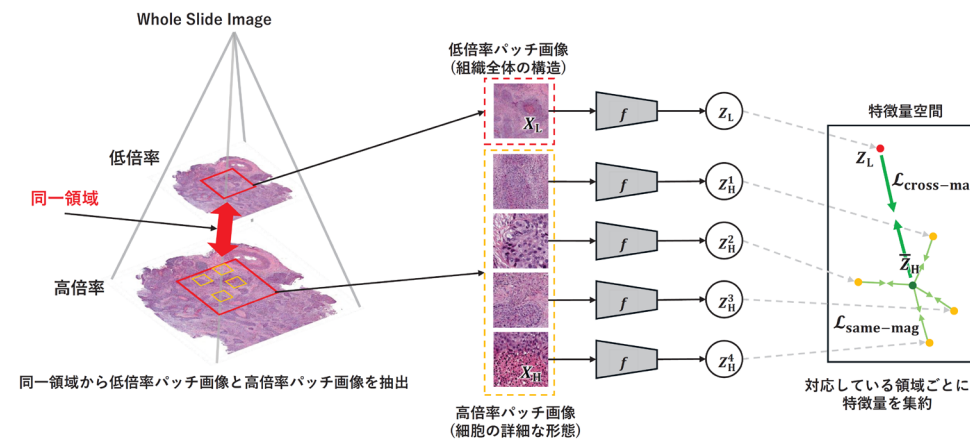 Whole Slide Image
低倍率
同一領域
高倍率
同一領域から低倍率パッチ画像と高倍率パッチ画像を抽出
低倍率パッチ画像
(組織全体の構造)
X_L
X_H
高倍率パッチ画像
(細胞の詳細な形態)
f
Z_L
f
Z_H^1
f
Z_H^2
f
Z_H^3
f
Z_H^4
特徴量空間
Z_L
ℒ_cross−ma
Z̅_H
ℒ_same−mag
対応している領域ごとに
特徴量を集約